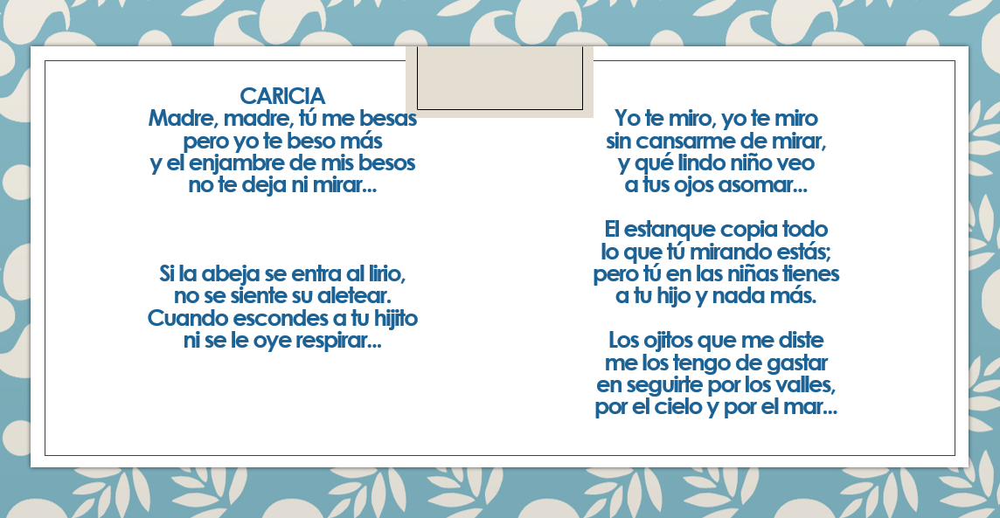 CARICIA
Madre, madre, tú me besas
pero yo te beso más
y el enjambre de mis besos
no te deja ni mirar...
Si la abeja se entra al lirio,
no se siente su aletear.
Cuando escondes a tu hijito
ni se le oye respirar...
Yo te miro, yo te miro
sin cansarme de mirar,
y qué lindo niño veo
a tus ojos asomar...
El estanque copia todo
lo que tú mirando estás;
pero tú en las niñas tienes
a tu hijo y nada más.
Los ojitos que me diste
me los tengo de gastar
en seguirte por los valles,
por el cielo y por el mar...